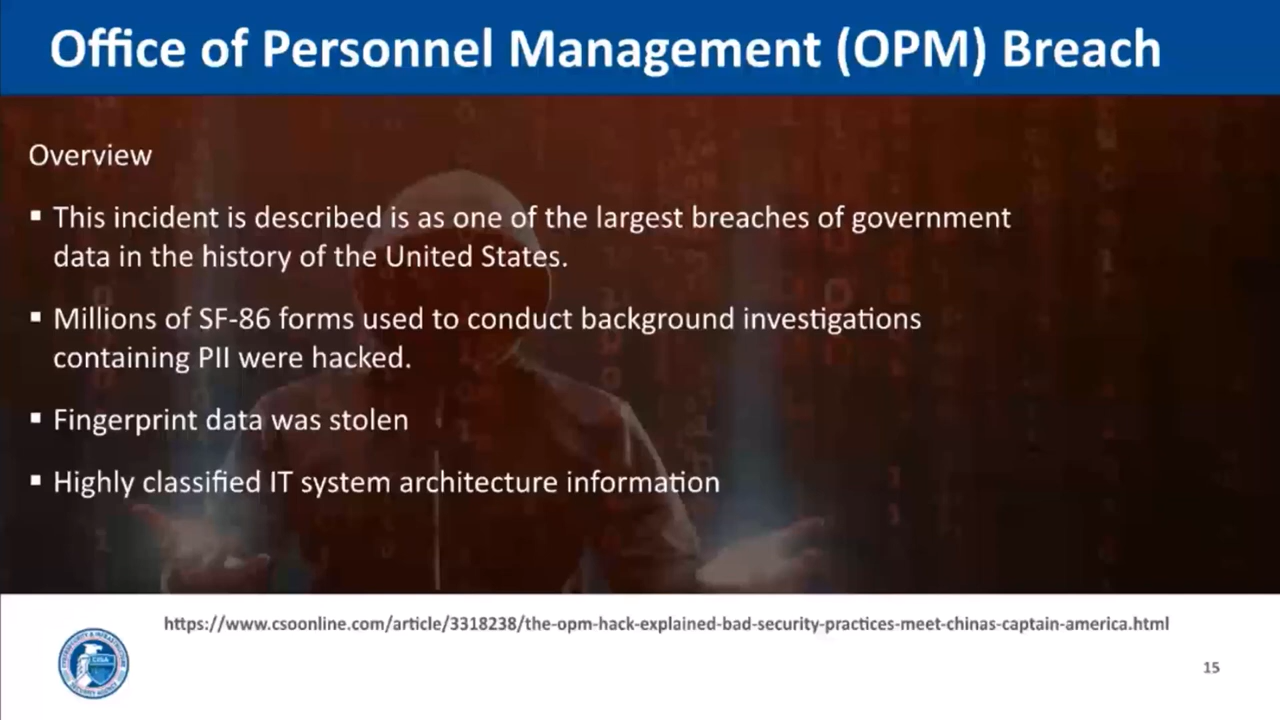 Office of Personnel Management (OPM) Breach
Overview
▪ This incident is described is as one of the largest breaches of government
data in the history of the United States.
▪ Millions of SF-86 forms used to conduct background investigations
containing PII were hacked.
▪ Fingerprint data was stolen
▪ Highly classified IT system architecture information
https://www.csoonline.com/article/3318238/the-opm-hack-explained-bad-security-practices-meet-chinas-captain-america.html
CISA
15